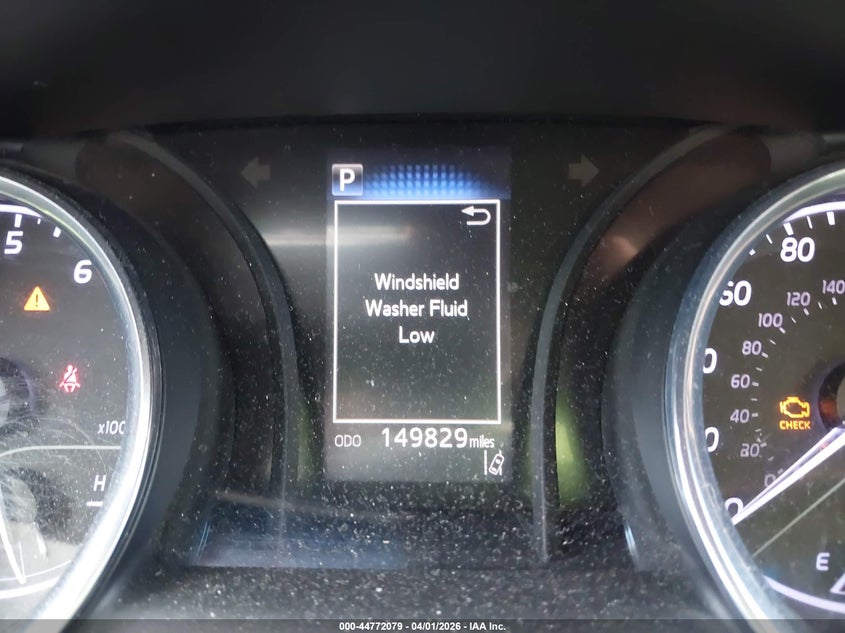 P
Windshield
Washer Fluid
Low
ODO 149829 miles
5
6
x100
H
80
60
140
120
100
80
60
40
20
0
CHECK
E
000-44772079 - 04/01/2026 - IAA Inc.